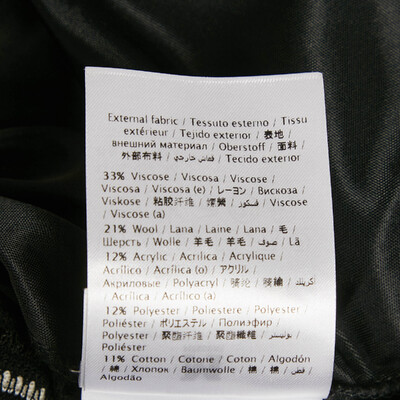 External fabric / Tessuto esterno / Tissu
extérieur / Tejido exterior / 表地 /
внешний материал / Oberstoff / 面料 /
外部布料 / قماش خارجي / Tecido exterior
33% Viscose / Viscosa / Viscose /
Viscosa / Viscosa (e) / レーヨン / Вискоза /
Viskose / 粘胶纤维 / 嫘縈 / فسكوز /
Viscose / Viscose (a)
21% Wool / Lana / Laine / Lana / 毛 /
Шерсть / Wolle / 羊毛 / 羊毛 / صوف / Lã
12% Acrylic / Acrilica / Acrylique /
Acrílico / Acrílico (o) / アクリル /
Акриловые / Polyacryl / 腈纶 / / اكريليك
/ Acrílica / Acrílico (a)
12% Polyester / Poliestere / Polyester /
Poliéster / ポリエステル / Полиэфир /
Polyester / 聚酯纤维 / 聚酯纖維 / بوليستر /
Poliéster
11% Cotton / Cotone / Coton / Algodón
/ 綿 / Хлопок / Baumwolle / 棉 / 棉 / قطن /
Algodão